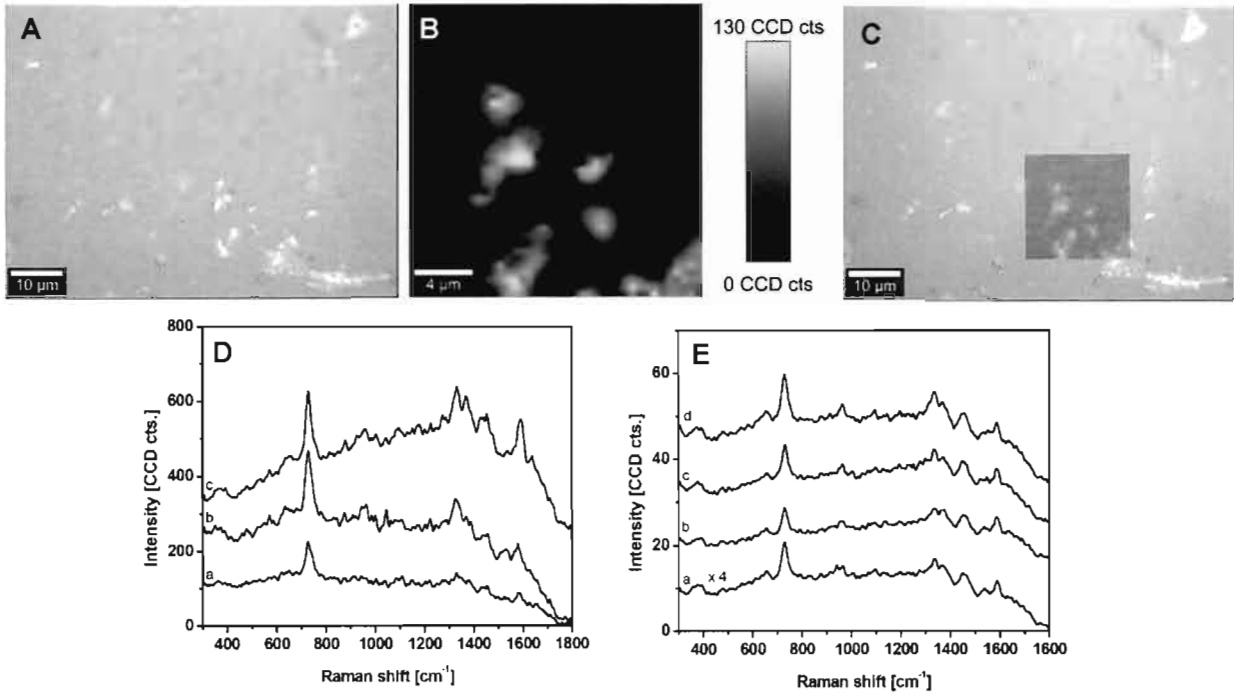 A
10 µm
B
4 µm
130 CCD cts
0 CCD cts
C
10 µm
D
800
600
400
200
0
Intensity [CCD cts.]
c
b
a
400 600 800 1000 1200 1400 1600 1800
Raman shift [cm⁻¹]
E
60
40
20
0
Intensity [CCD cts.]
d
c
b
a x 4
400 600 800 1000 1200 1400 1600 1800
Raman shift [cm⁻¹]